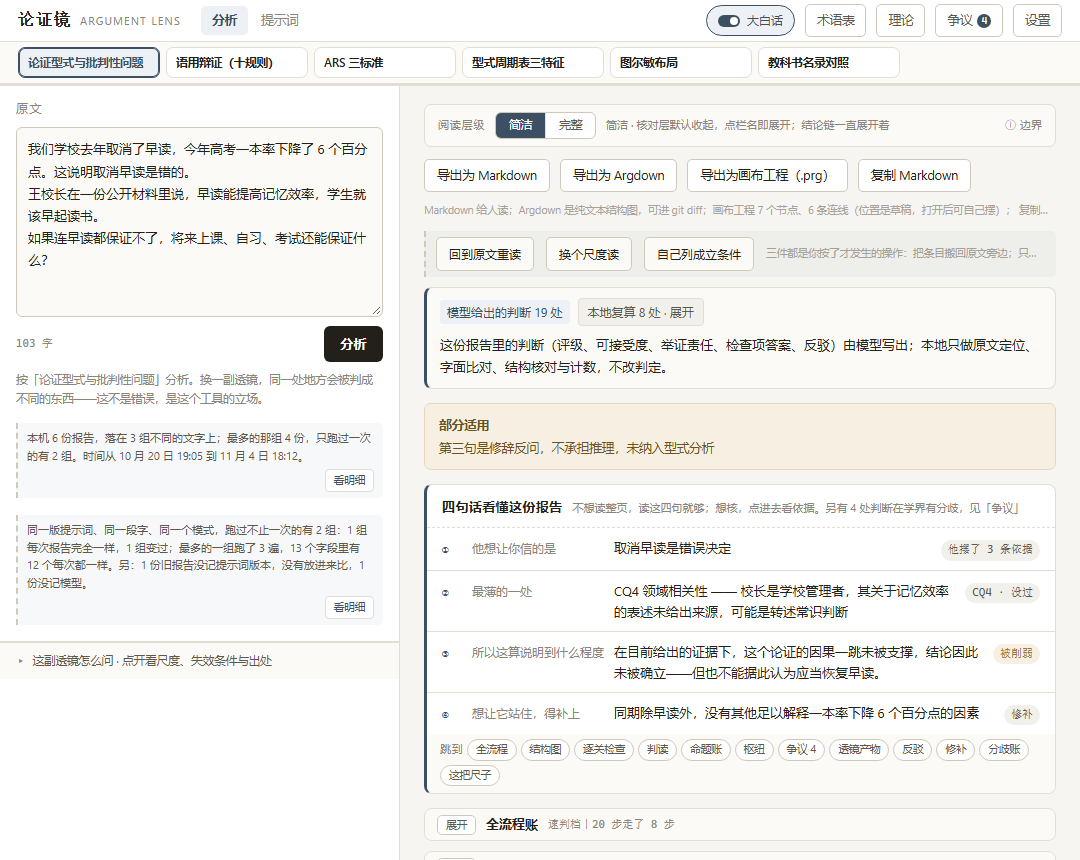 论证镜 ARGUMENT LENS 分析 提示词 大白话 术语表 理论 争议 4 设置
论证型式与批判性问题 语用辩证（十规则） ARS 三标准 型式周期表三特征 图尔敏布局 教科书名录对照
原文
我们学校去年取消了早读，今年高考一本率下降了 6 个百分
点。这说明取消早读是错的。
王校长在一份公开材料里说，早读能提高记忆效率，学生就
该早起读书。
如果连早读都保证不了，将来上课、自习、考试还能保证什
么？
103 字 分析
按「论证型式与批判性问题」分析。换一副透镜，同一处地方会被判成
不同的东西——这不是错误，是这个工具的立场。
本机 6 份报告，落在 3 组不同的文字上；最多的那组 4 份，只跑过一次
的有 2 组。时间从 10 月 20 日 19:05 到 11 月 4 日 18:12。
看明细
同一版提示词、同一段字、同一个模式，跑过不止一次的有 2 组：1 组
每次报告完全一样，1 组变过；最多的一组跑了 3 遍，13 个字段里有
12 个每次都一样。另：1 份旧报告没记提示词版本，没有放进来比，1
份没记模型。
看明细
▸ 这副透镜怎么问 · 点开看尺度、失效条件与出处
阅读层级 简洁 完整 简洁 · 核对层默认收起，点栏名即展开；结论链一直展开着 ⓘ 边界
导出为 Markdown 导出为 Argdown 导出为画布工程（.prg） 复制 Markdown
Markdown 给人读；Argdown 是纯文本结构图，可进 git diff；画布工程 7 个节点、6 条连线（位置是草稿，打开后可自己摆）； 复制...
回到原文重读 换个尺度读 自己列成立条件 三件都是你按了才发生的操作：把条目搬回原文旁边；只...
模型给出的判断 19 处 本地复算 8 处 · 展开
这份报告里的判断（评级、可接受度、举证责任、检查项答案、反驳）由模型写出；本地只做原文定位、
字面比对、结构核对与计数，不改判定。
部分适用
第三句是修辞反问，不承担推理，未纳入型式分析
四句话看懂这份报告 不想读整页，读这四句就够；想核，点进去看依据。另有 4 处判断在学界有分歧，见「争议」
① 他想让你信的是 取消早读是错误决定 他摆了 3 条依据
② 最薄的一处 CQ4 领域相关性 —— 校长是学校管理者，其关于记忆效率
的表述未给出来源，可能是转述常识判断 CQ4 · 没过
③ 所以这算说明到什么程度 在目前给出的证据下，这个论证的因果一跳未被支撑，结论因此
未被确立——但也不能据此认为应当恢复早读。 被削弱
④ 想让它站住，得补上 同期除早读外，没有其他足以解释一本率下降 6 个百分点的因素 修补
跳到 全流程 结构图 逐关检查 判读 命题账 枢纽 争议 4 透镜产物 反驳 修补 分歧账
这把尺子
展开 全流程账 速判档｜20 步走了 8 步